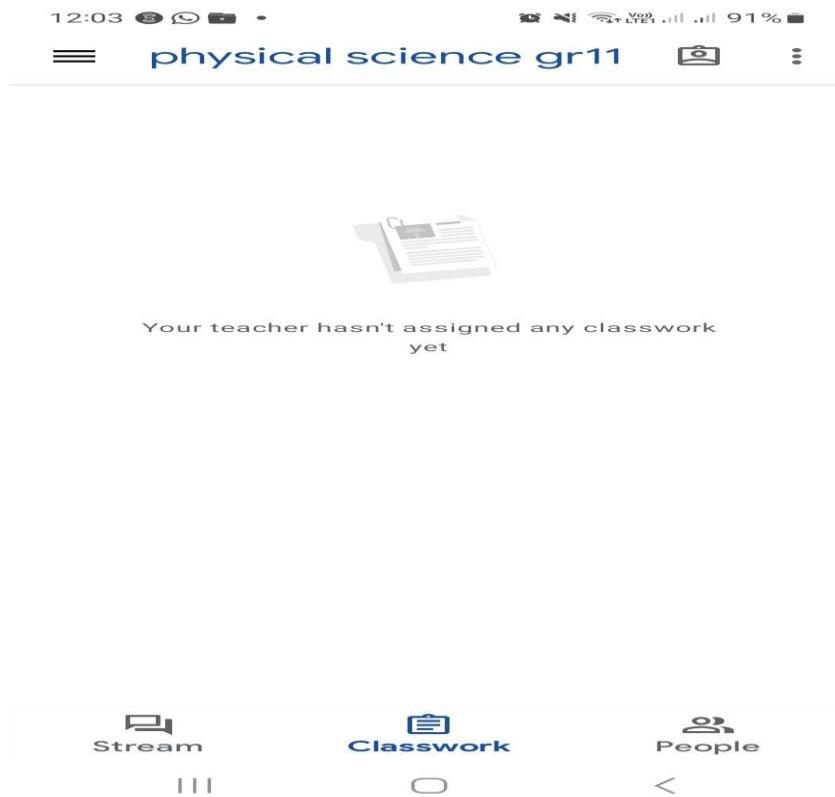 12:03 91%
physical science gr11
Your teacher hasn't assigned any classwork
yet
Stream Classwork People